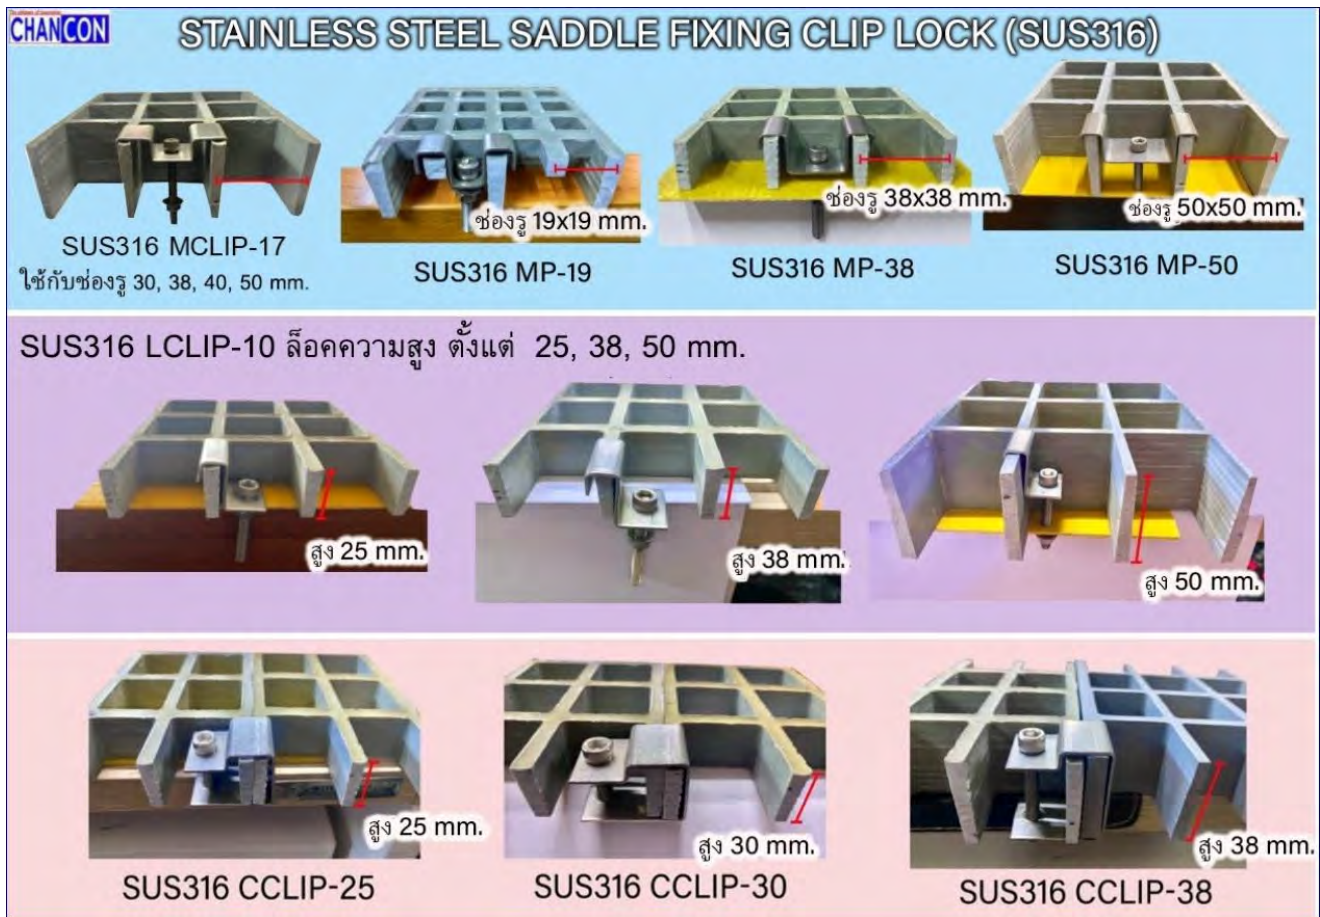 CHANCON
STAINLESS STEEL SADDLE FIXING CLIP LOCK (SUS316)
SUS316 MCLIP-17
ใช้กับช่องรู 30, 38, 40, 50 mm.
ช่องรู 19x19 mm.
SUS316 MP-19
ช่องรู 38x38 mm.
SUS316 MP-38
ช่องรู 50x50 mm.
SUS316 MP-50
SUS316 LCLIP-10 ล็อคความสูง ตั้งแต่ 25, 38, 50 mm.
สูง 25 mm.
สูง 38 mm.
สูง 50 mm.
สูง 25 mm.
SUS316 CCLIP-25
สูง 30 mm.
SUS316 CCLIP-30
สูง 38 mm.
SUS316 CCLIP-38